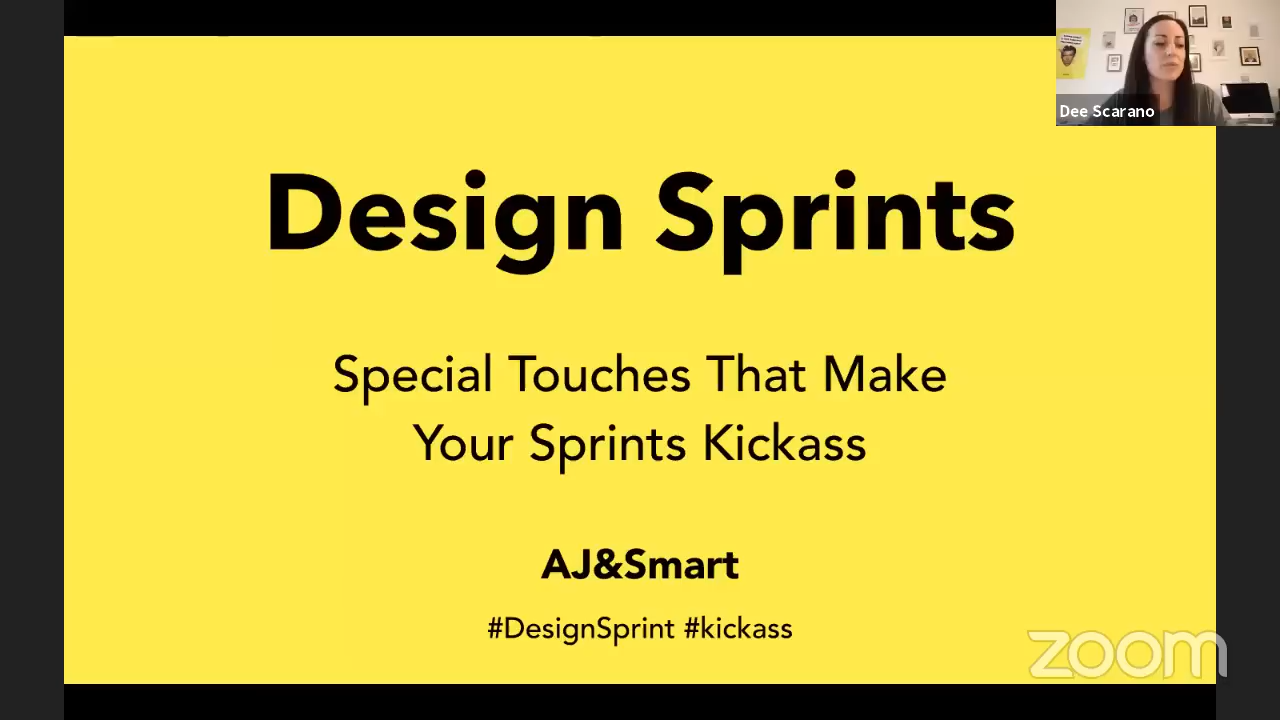 Dee Scarano
Design Sprints
Special Touches That Make
Your Sprints Kickass
AJ&Smart
#DesignSprint #kickass
zoom